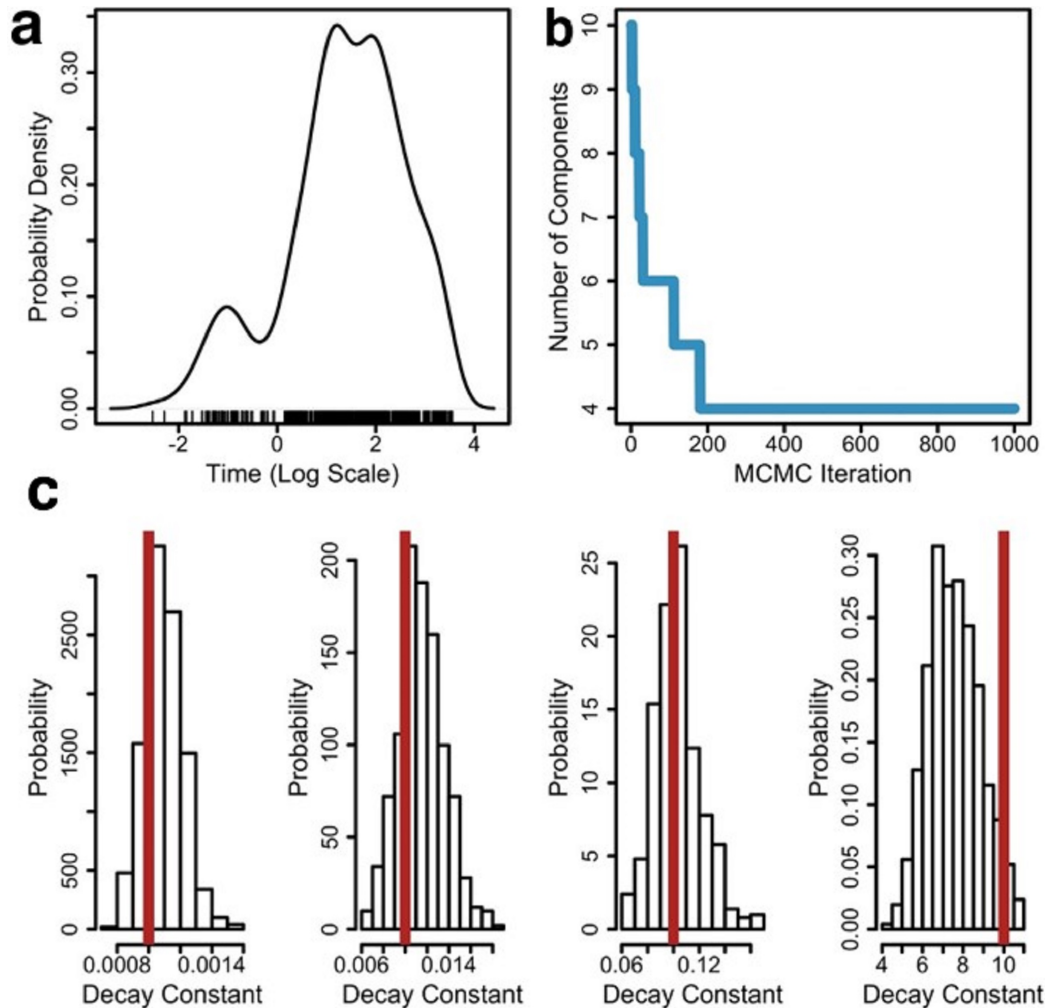 a
Probability Density
0.00 0.10 0.20 0.30
-2 0 2 4
Time (Log Scale)
b
Number of Components
4 5 6 7 8 9 10
0 200 400 600 800 1000
MCMC Iteration
c
Probability
0 500 1500 2500
0.0008 0.0014
Decay Constant
Probability
0 50 100 150 200
0.006 0.014
Decay Constant
Probability
0 5 10 15 20 25
0.06 0.12
Decay Constant
Probability
0.00 0.05 0.10 0.15 0.20 0.25 0.30
4 6 8 10
Decay Constant